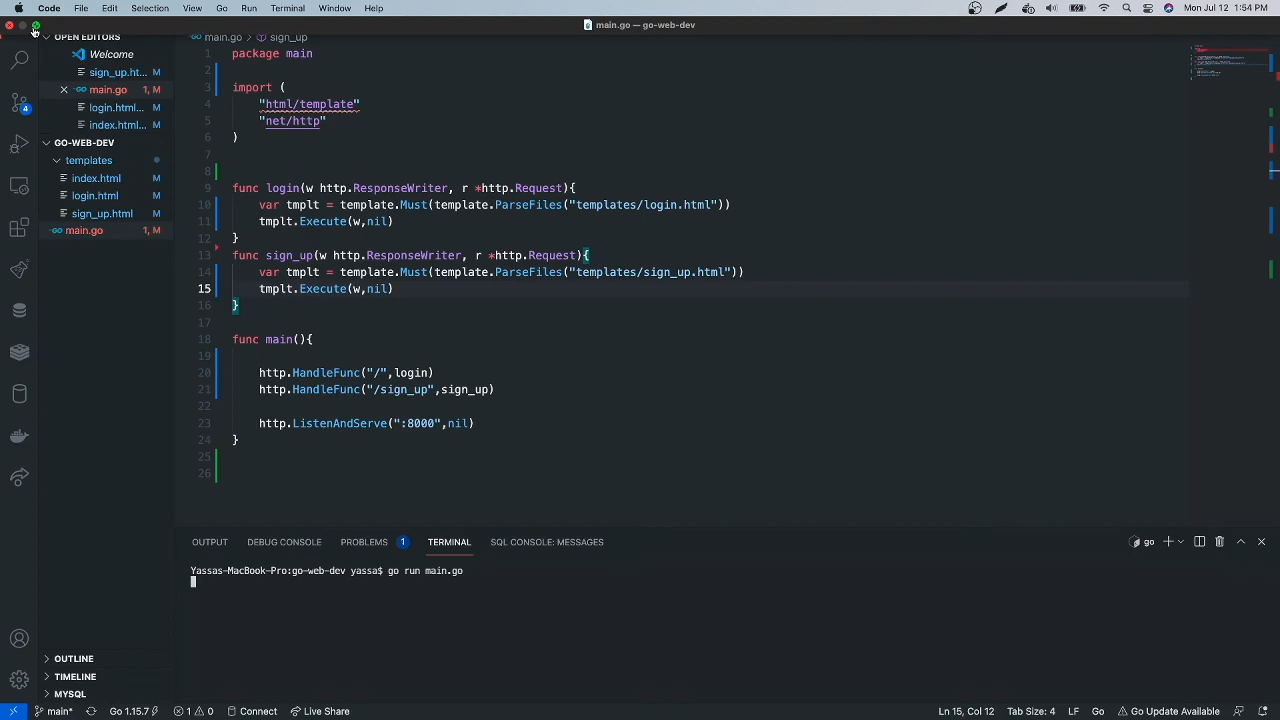 Code File Edit Selection View Go Run Terminal Window Help Mon Jul 12 1:54 PM
main.go — go-web-dev
OPEN EDITORS
Welcome
sign_up.ht... M
main.go 1, M
login.html... M
index.html... M
GO-WEB-DEV
templates
index.html M
login.html M
sign_up.html M
main.go 1, M
4
OUTLINE
TIMELINE
MYSQL
main.go > sign_up
1 package main
2
3 import (
4 "html/template"
5 "net/http"
6 )
7
8
9 func login(w http.ResponseWriter, r *http.Request){
10 var tmplt = template.Must(template.ParseFiles("templates/login.html"))
11 tmplt.Execute(w,nil)
12 }
13 func sign_up(w http.ResponseWriter, r *http.Request){
14 var tmplt = template.Must(template.ParseFiles("templates/sign_up.html"))
15 tmplt.Execute(w,nil)
16 }
17
18 func main(){
19
20 http.HandleFunc("/",login)
21 http.HandleFunc("/sign_up",sign_up)
22
23 http.ListenAndServe(":8000",nil)
24 }
25
26
OUTPUT DEBUG CONSOLE PROBLEMS 1 TERMINAL SQL CONSOLE: MESSAGES go
Yassas-MacBook-Pro:go-web-dev yassa$ go run main.go
main* Go 1.15.7 1 0 Connect Live Share Ln 15, Col 12 Tab Size: 4 LF Go Go Update Available